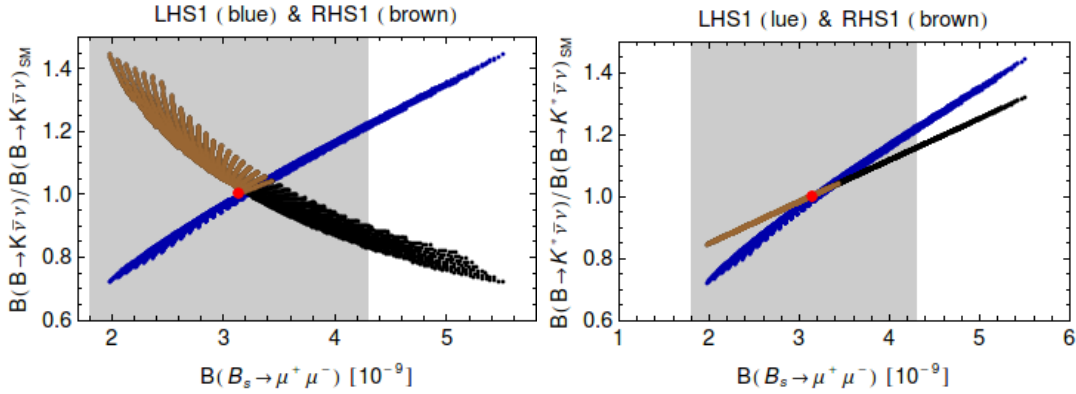 LHS1 (blue) & RHS1 (brown)
B(B→Kν̄ν)/B(B→Kν̄ν)SM
1.4
1.2
1.0
0.8
0.6
2 3 4 5
B(Bs→μ+ μ−) [10−9]
LHS1 (lue) & RHS1 (brown)
B(B→K*ν̄ν)/B(B→K*ν̄ν)SM
1.4
1.2
1.0
0.8
0.6
1 2 3 4 5 6
B(Bs→μ+ μ−) [10−9]